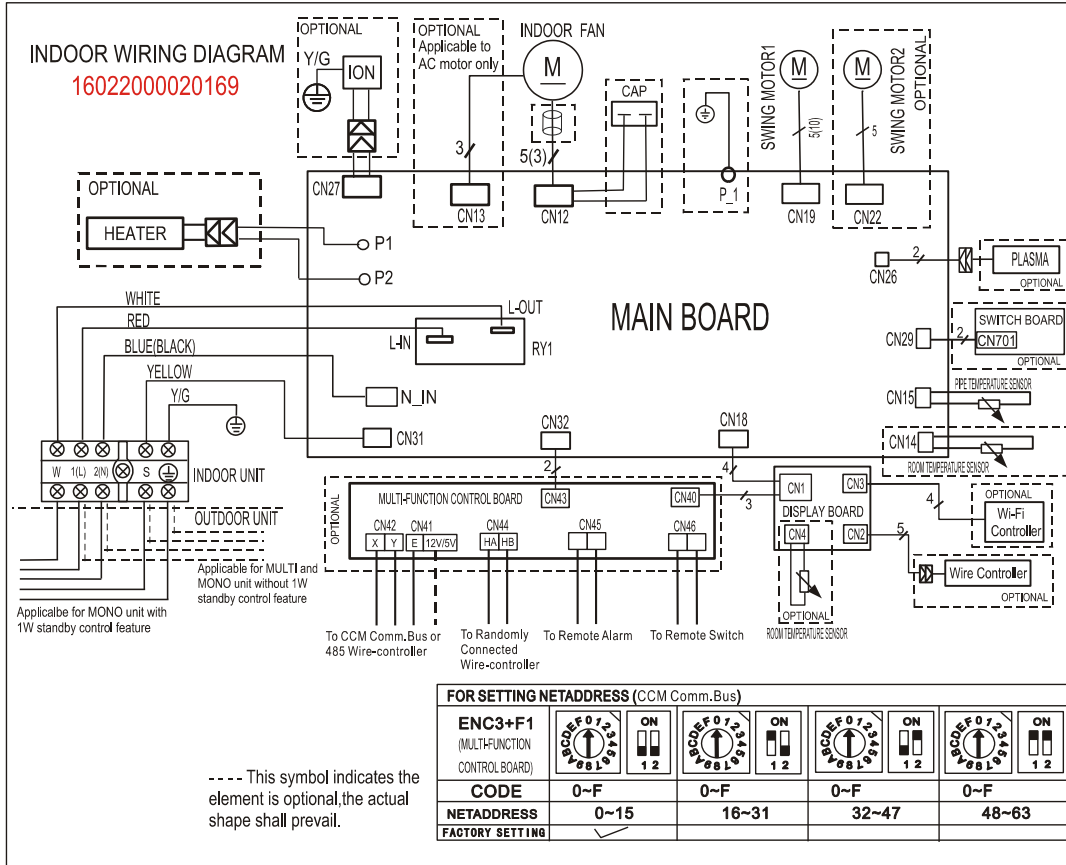 INDOOR WIRING DIAGRAM
16022000020169
OPTIONAL
Y/G
ION
CN27
OPTIONAL
Applicable to
AC motor only
3
CN13
INDOOR FAN
M
5(3)
CN12
CAP
P_1
SWING MOTOR1
M
5(10)
CN19
SWING MOTOR2
OPTIONAL
M
5
CN22
OPTIONAL
HEATER
P1
P2
WHITE
RED
BLUE(BLACK)
YELLOW
Y/G
L-OUT
L-IN
RY1
N_IN
CN31
MAIN BOARD
CN26
2
PLASMA
OPTIONAL
CN29
2
SWITCH BOARD
CN701
OPTIONAL
CN15
PIPE TEMPERATURE SENSOR
CN14
ROOM TEMPERATURE SENSOR
CN32
2
CN18
4
W 1(L) 2(N) S
INDOOR UNIT
OUTDOOR UNIT
Applicable for MULTI and
MONO unit without 1W
standby control feature
Applicalbe for MONO unit with
1W standby control feature
OPTIONAL
MULTI-FUNCTION CONTROL BOARD
CN43
CN40
3
CN42 CN41 CN44 CN45 CN46
X Y E 12V/5V HA HB
To CCM Comm.Bus or
485 Wire-controller
To Randomly
Connected
Wire-controller
To Remote Alarm
To Remote Switch
CN1
CN3
DISPLAY BOARD
CN4
CN2
OPTIONAL
ROOM TEMPERATURE SENSOR
4
OPTIONAL
Wi-Fi
Controller
5
Wire Controller
OPTIONAL
FOR SETTING NETADDRESS (CCM Comm.Bus)
ENC3+F1
(MULTI-FUNCTION
CONTROL BOARD)
0123456789ABCDEF ON 1 2
0123456789ABCDEF ON 1 2
0123456789ABCDEF ON 1 2
0123456789ABCDEF ON 1 2
CODE 0~F 0~F 0~F 0~F
NETADDRESS 0~15 16~31 32~47 48~63
FACTORY SETTING
---- This symbol indicates the
element is optional,the actual
shape shall prevail.